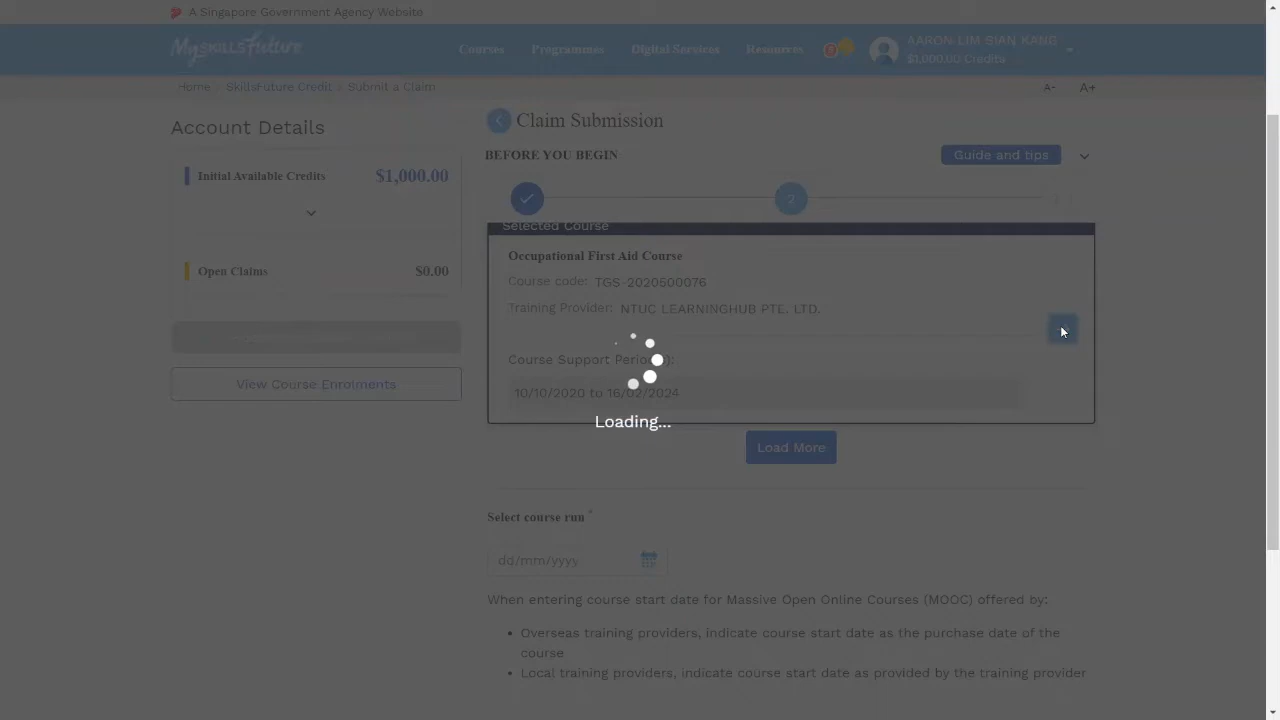 A Singapore Government Agency Website
MySKILLSFuture
Courses Programmes Digital Services Resources
AARON LIM SIAN KANG
$1,000.00 Credits
Home SkillsFuture Credit Submit a Claim
A- A+
Account Details
Initial Available Credits $1,000.00
Open Claims $0.00
View Course Enrolments
Claim Submission
BEFORE YOU BEGIN
Guide and tips
2
Selected Course
Occupational First Aid Course
Course code: TGS-2020500076
Training Provider: NTUC LEARNINGHUB PTE. LTD.
Course Support Period(s):
10/10/2020 to 16/02/2024
Loading...
Load More
Select course run *
dd/mm/yyyy
When entering course start date for Massive Open Online Courses (MOOC) offered by:
• Overseas training providers, indicate course start date as the purchase date of the
course
• Local training providers, indicate course start date as provided by the training provider